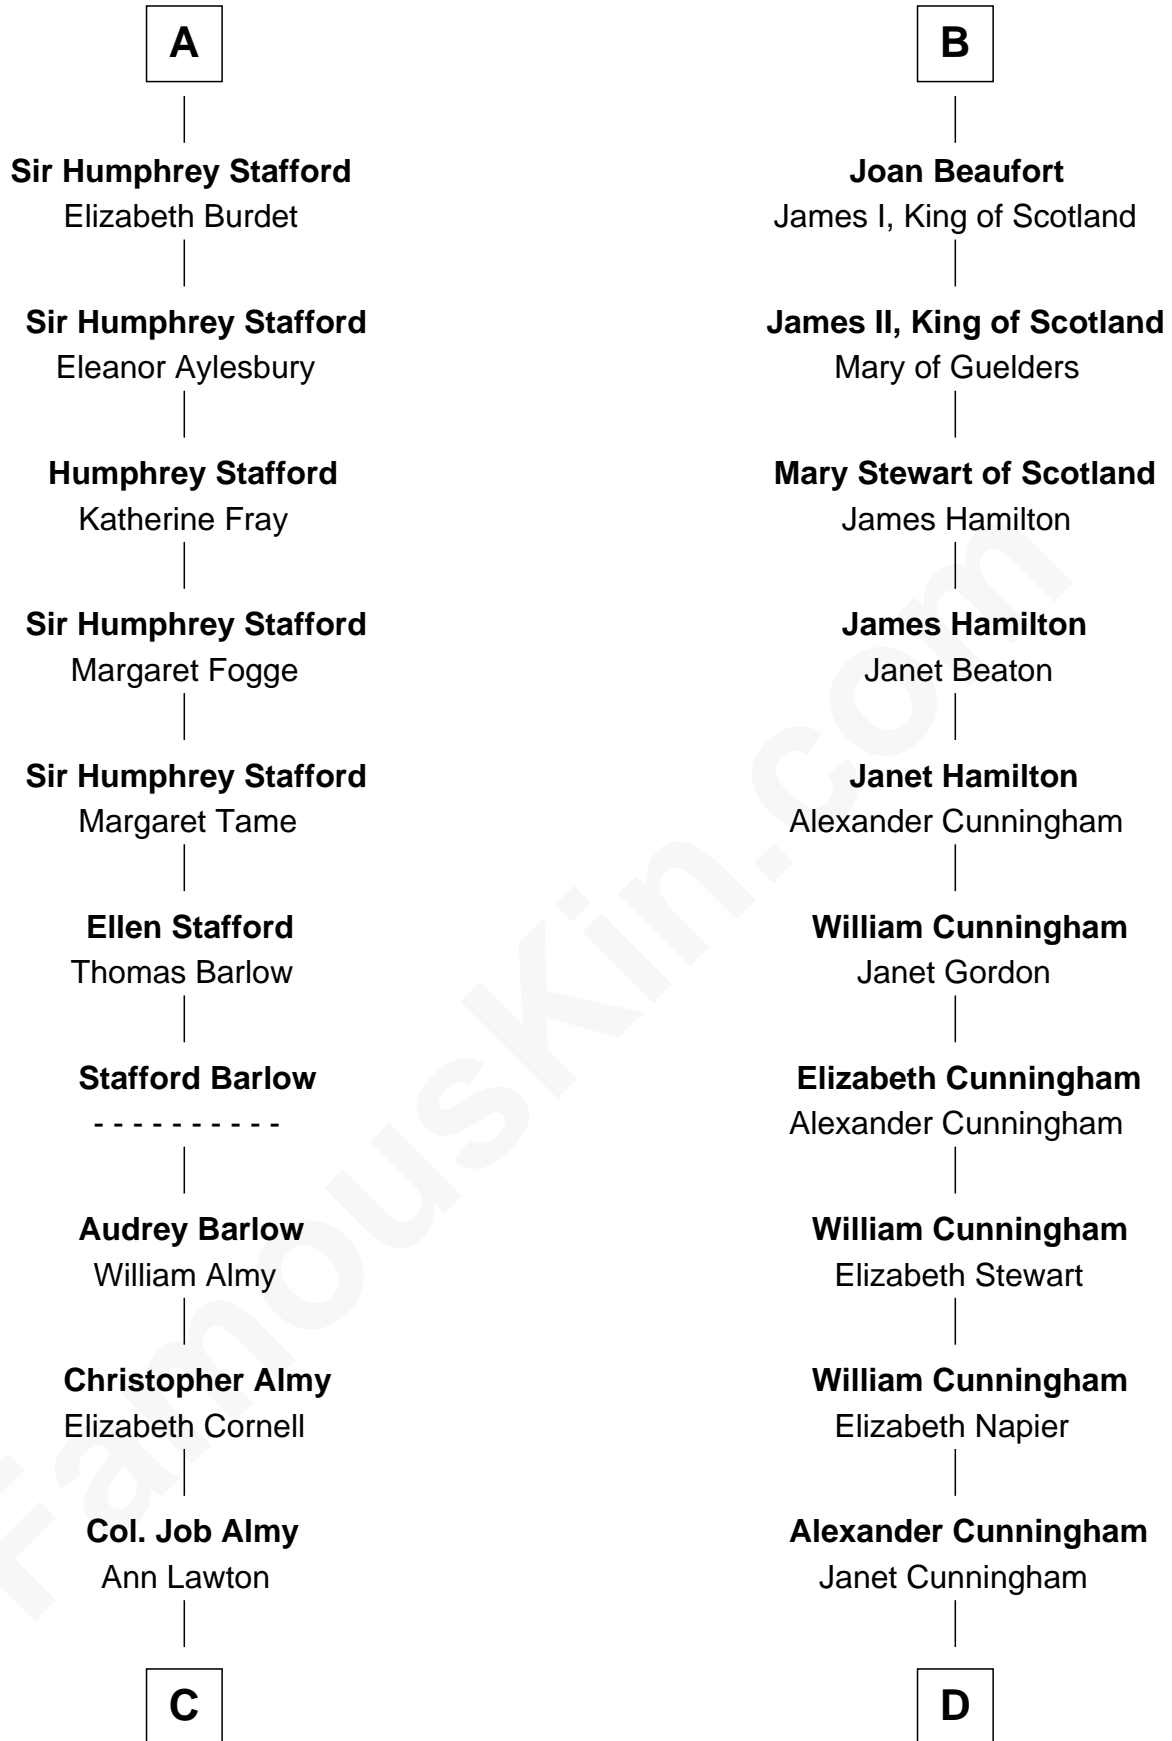 A
Sir Humphrey Stafford
Elizabeth Burdet
Sir Humphrey Stafford
Eleanor Aylesbury
Humphrey Stafford
Katherine Fray
Sir Humphrey Stafford
Margaret Fogge
Sir Humphrey Stafford
Margaret Tame
Ellen Stafford
Thomas Barlow
Stafford Barlow
- - - - - - - - - -
Audrey Barlow
William Almy
Christopher Almy
Elizabeth Cornell
Col. Job Almy
Ann Lawton
C
B
Joan Beaufort
James I, King of Scotland
James II, King of Scotland
Mary of Guelders
Mary Stewart of Scotland
James Hamilton
James Hamilton
Janet Beaton
Janet Hamilton
Alexander Cunningham
William Cunningham
Janet Gordon
Elizabeth Cunningham
Alexander Cunningham
William Cunningham
Elizabeth Stewart
William Cunningham
Elizabeth Napier
Alexander Cunningham
Janet Cunningham
D
FamousKin.com